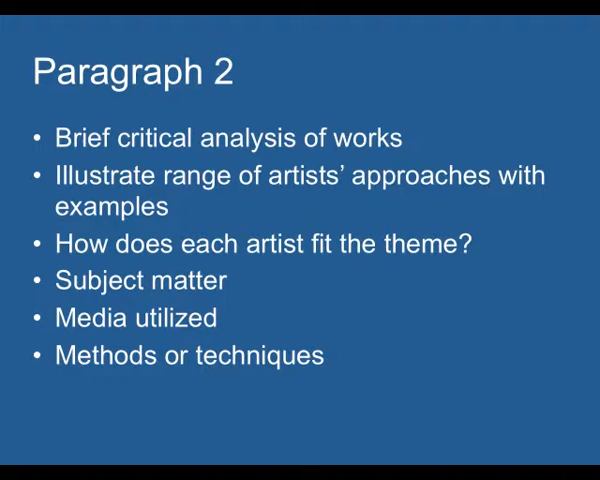 Paragraph 2
• Brief critical analysis of works
• Illustrate range of artists’ approaches with
examples
• How does each artist fit the theme?
• Subject matter
• Media utilized
• Methods or techniques